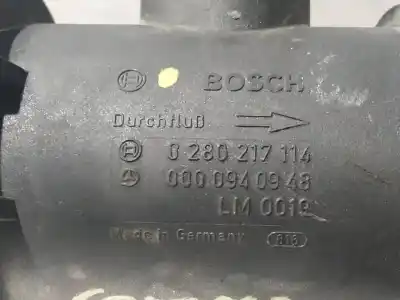 BOSCH
Durchfluß
0 280 217 114
000 094 09 48
LM 0019
Made in Germany